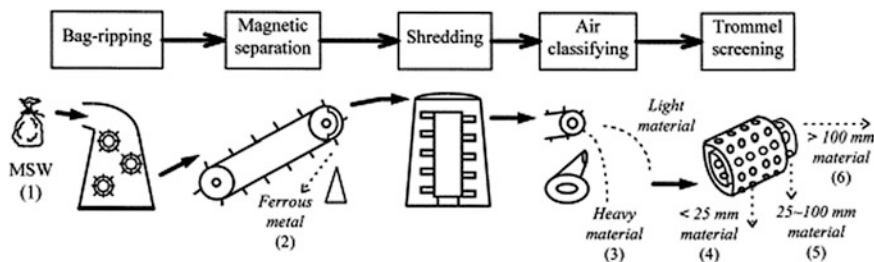 Bag-ripping
Magnetic
separation
Shredding
Air
classifying
Trommel
screening
MSW
(1)
Ferrous
metal
(2)
Light
material
Heavy
material
(3)
< 25 mm
material
(4)
25~100 mm
material
(5)
> 100 mm
material
(6)